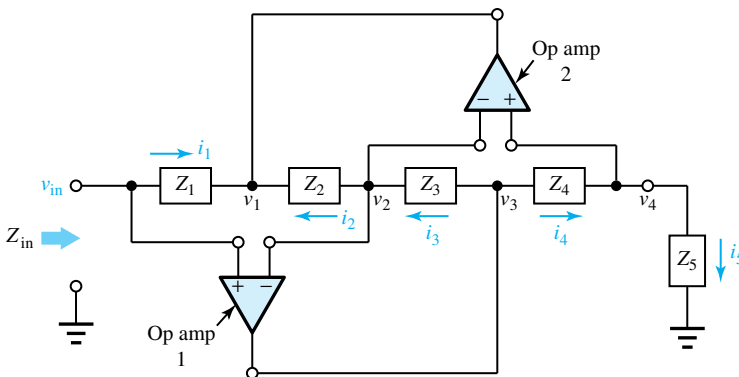 Op amp
2
− +
i1
vin
Z1
Z2
Z3
Z4
v1
v2
v3
v4
i2
i3
i4
Zin
Z5
+ −
Op amp
1